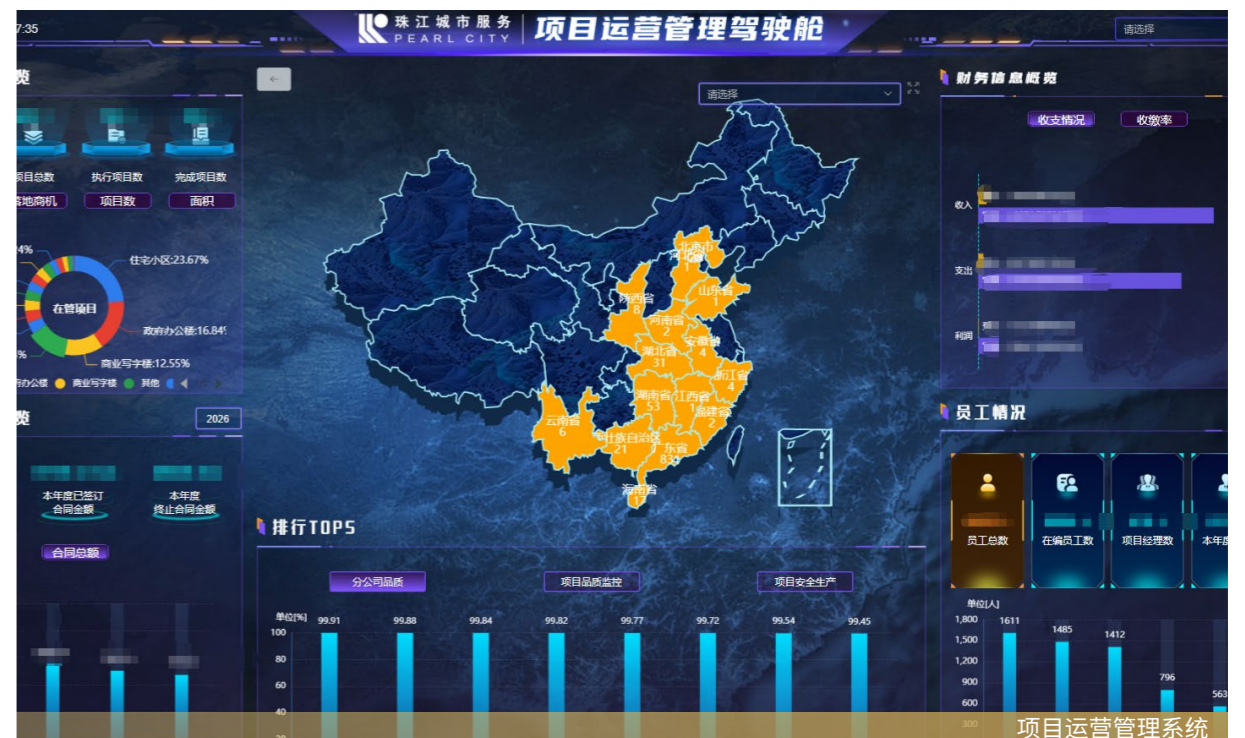 7:35
珠江城市服务
PEARL CITY
项目运营管理驾驶舱
请选择
览
项目总数
执行项目数
完成项目数
落地商机
项目数
面积
4%
住宅小区:23.67%
在管项目
政府办公楼:16.84%
%
商业写字楼:12.55%
府办公楼
商业写字楼
其他
览
2026
本年度已签订
合同金额
本年度
终止合同金额
合同总额
请选择
北京市
1
山东省
1
陕西省
8
河南省
2
安徽省
4
湖北省
31
浙江省
4
湖南省
53
江西省
1
福建省
2
云南省
6
壮族自治区
21
东省
海南省
17
排行TOP5
分公司品质
项目品质监控
项目安全生产
单位[%]
99.91
99.88
99.84
99.82
99.77
99.72
99.54
99.45
100
80
60
40
20
财务信息概览
收支情况
收缴率
收入
支出
利润
员工情况
员工总数
在编员工数
项目经理数
本年度
单位[人]
1,800
1,500
1,200
900
600
300
1611
1485
1412
796
563
项目运营管理系统